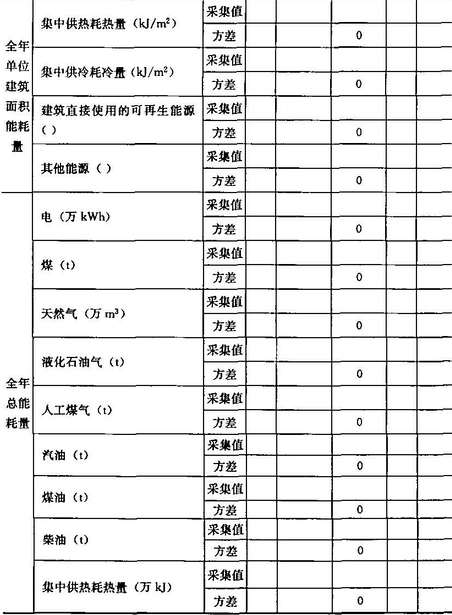 全年
单位
建筑
面积
能耗
量
集中供热耗热量（kJ/m²）
采集值
方差 0
集中供冷耗冷量（kJ/m²）
采集值
方差 0
建筑直接使用的可再生能源
（ ）
采集值
方差 0
其他能源（ ）
采集值
方差 0
全年
总能
耗量
电（万 kWh）
采集值
方差 0
煤（t）
采集值
方差 0
天然气（万 m³）
采集值
方差 0
液化石油气（t）
采集值
方差 0
人工煤气（t）
采集值
方差 0
汽油（t）
采集值
方差 0
煤油（t）
采集值
方差 0
柴油（t）
采集值
方差 0
集中供热耗热量（万 kJ）
采集值
方差 0